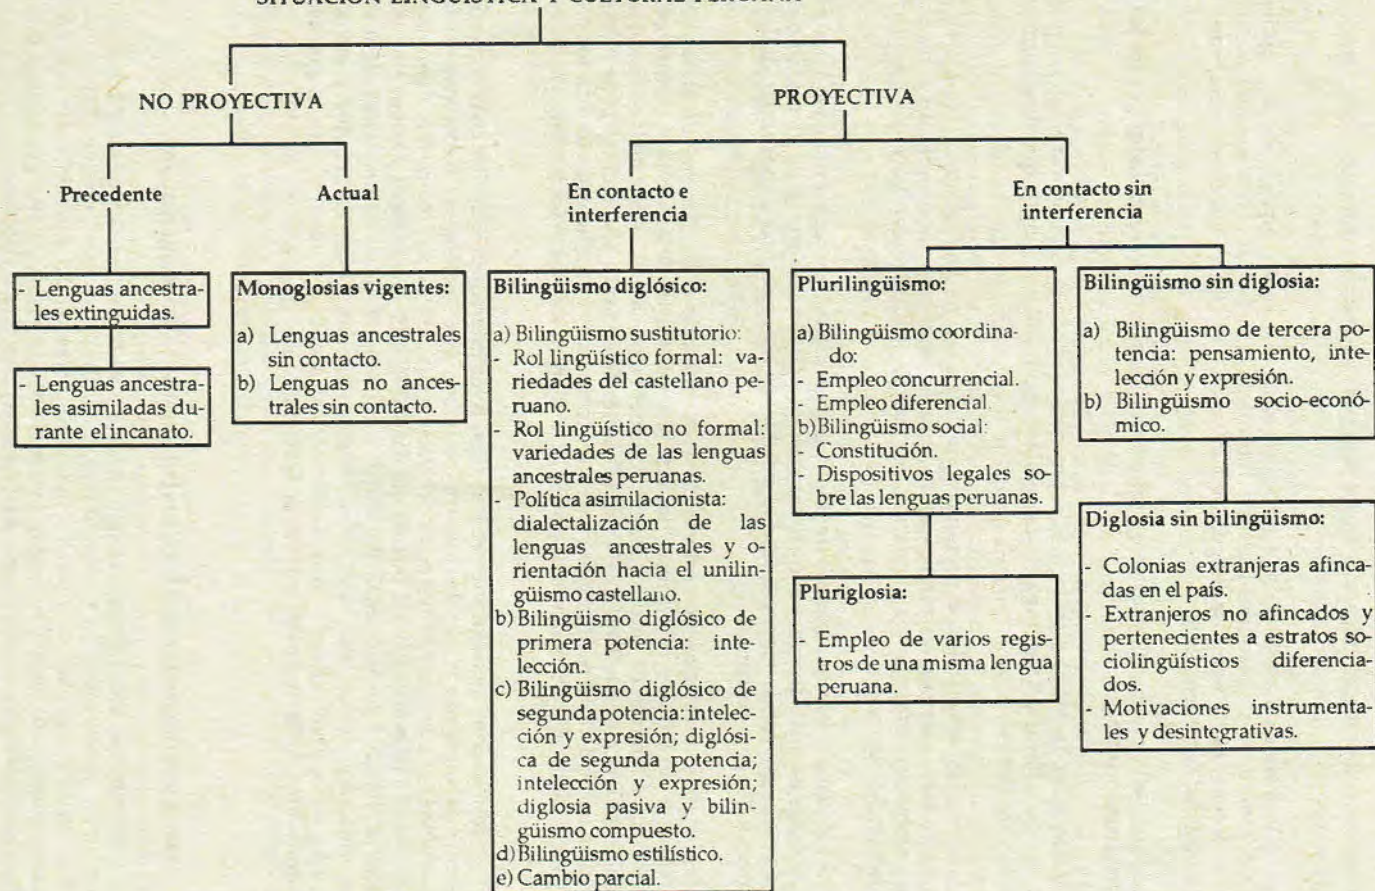 NO PROYECTIVA
PROYECTIVA
Precedente
Actual
En contacto e
interferencia
En contacto sin
interferencia
- Lenguas ancestra-
les extinguidas.
- Lenguas ancestra-
les asimiladas du-
rante el incanato.
Monoglosias vigentes:
a) Lenguas ancestrales
sin contacto.
b) Lenguas no ances-
trales sin contacto.
Bilingüismo diglósico:
a) Bilingüismo sustitutorio:
- Rol lingüístico formal: va-
riedades del castellano pe-
ruano.
- Rol lingüístico no formal:
variedades de las lenguas
ancestrales peruanas.
- Política asimilacionista:
dialectalización de las
lenguas ancestrales y o-
rientación hacia el unilin-
güismo castellano.
b) Bilingüismo diglósico de
primera potencia: inte-
lección.
c) Bilingüismo diglósico de
segunda potencia: intelec-
ción y expresión; diglósi-
ca de segunda potencia;
intelección y expresión;
diglosia pasiva y bilin-
güismo compuesto.
d) Bilingüismo estilístico.
e) Cambio parcial.
Plurilingüismo:
a) Bilingüismo coordina-
do:
- Empleo concurrencial.
- Empleo diferencial.
b) Bilingüismo social:
- Constitución.
- Dispositivos legales so-
bre las lenguas peruanas.
Pluriglosia:
- Empleo de varios regis-
tros de una misma lengua
peruana.
Bilingüismo sin diglosia:
a) Bilingüismo de tercera po-
tencia: pensamiento, inte-
lección y expresión.
b) Bilingüismo socio-econó-
mico.
Diglosia sin bilingüismo:
- Colonias extranjeras afinca-
das en el país.
- Extranjeros no afincados y
pertenecientes a estratos so-
ciolingüísticos diferencia-
dos.
- Motivaciones instrumenta-
les y desintegrativas.